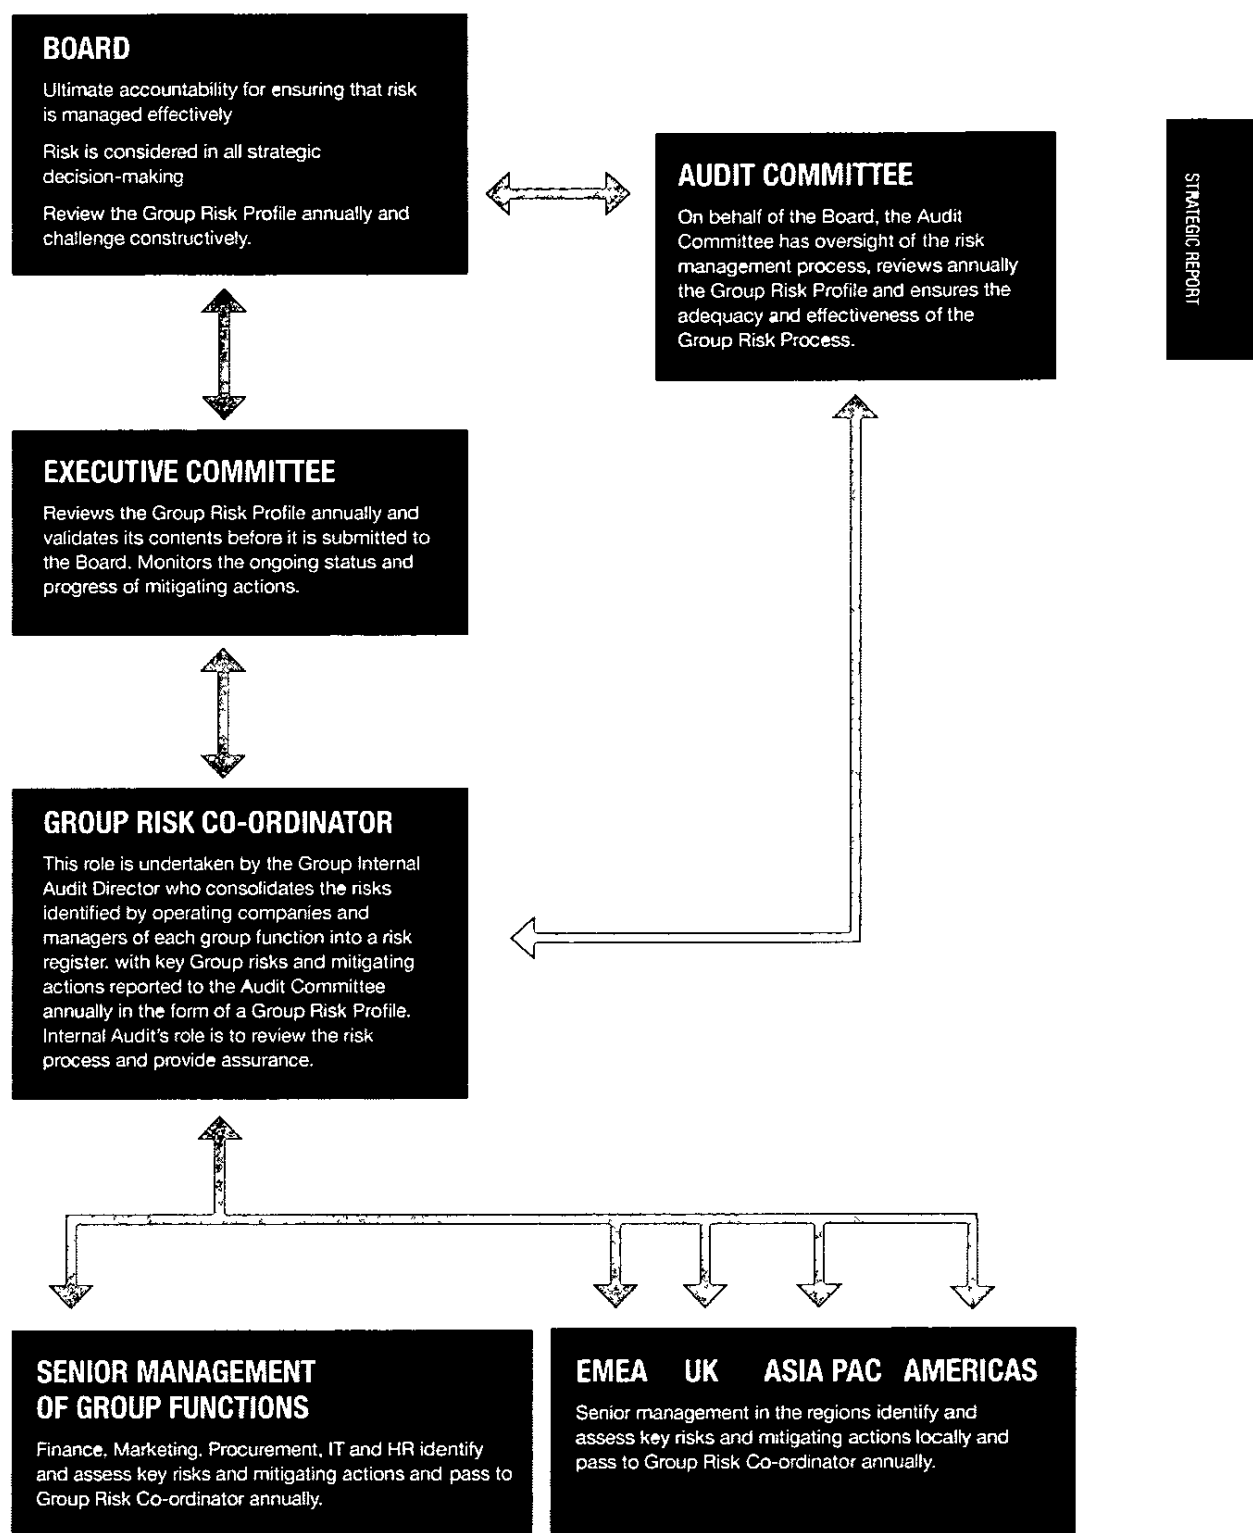 BOARD
Ultimate accountability for ensuring that risk
is managed effectively
Risk is considered in all strategic
decision-making
Review the Group Risk Profile annually and
challenge constructively.
AUDIT COMMITTEE
On behalf of the Board, the Audit
Committee has oversight of the risk
management process, reviews annually
the Group Risk Profile and ensures the
adequacy and effectiveness of the
Group Risk Process.
STRATEGIC REPORT
EXECUTIVE COMMITTEE
Reviews the Group Risk Profile annually and
validates its contents before it is submitted to
the Board. Monitors the ongoing status and
progress of mitigating actions.
GROUP RISK CO-ORDINATOR
This role is undertaken by the Group Internal
Audit Director who consolidates the risks
identified by operating companies and
managers of each group function into a risk
register. with key Group risks and mitigating
actions reported to the Audit Committee
annually in the form of a Group Risk Profile.
Internal Audit's role is to review the risk
process and provide assurance.
SENIOR MANAGEMENT
OF GROUP FUNCTIONS
Finance, Marketing, Procurement, IT and HR identify
and assess key risks and mitigating actions and pass to
Group Risk Co-ordinator annually.
EMEA UK ASIA PAC AMERICAS
Senior management in the regions identify and
assess key risks and mitigating actions locally and
pass to Group Risk Co-ordinator annually.